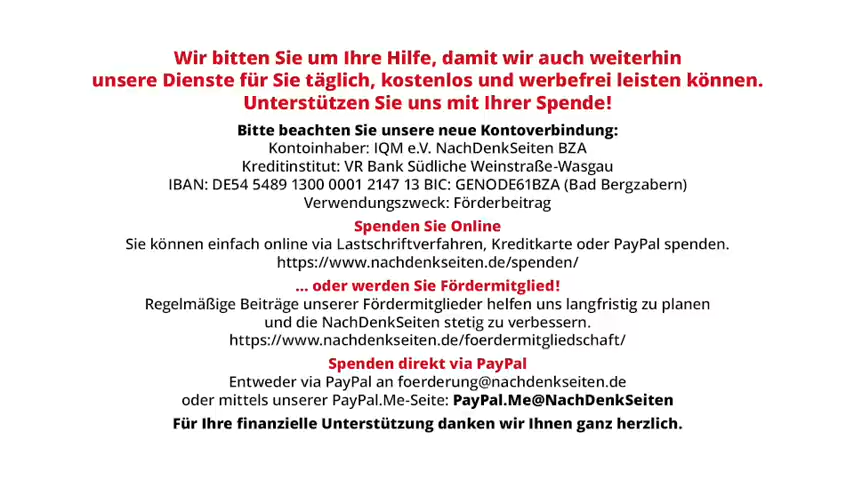 Wir bitten Sie um Ihre Hilfe, damit wir auch weiterhin
unsere Dienste für Sie täglich, kostenlos und werbefrei leisten können.
Unterstützen Sie uns mit Ihrer Spende!
Bitte beachten Sie unsere neue Kontoverbindung:
Kontoinhaber: IQM e.V. NachDenkSeiten BZA
Kreditinstitut: VR Bank Südliche Weinstraße-Wasgau
IBAN: DE54 5489 1300 0001 2147 13 BIC: GENODE61BZA (Bad Bergzabern)
Verwendungszweck: Förderbeitrag
Spenden Sie Online
Sie können einfach online via Lastschriftverfahren, Kreditkarte oder PayPal spenden.
https://www.nachdenkseiten.de/spenden/
... oder werden Sie Fördermitglied!
Regelmäßige Beiträge unserer Fördermitglieder helfen uns langfristig zu planen
und die NachDenkSeiten stetig zu verbessern.
https://www.nachdenkseiten.de/foerdermitgliedschaft/
Spenden direkt via PayPal
Entweder via PayPal an foerderung@nachdenkseiten.de
oder mittels unserer PayPal.Me-Seite: PayPal.Me@NachDenkSeiten
Für Ihre finanzielle Unterstützung danken wir Ihnen ganz herzlich.